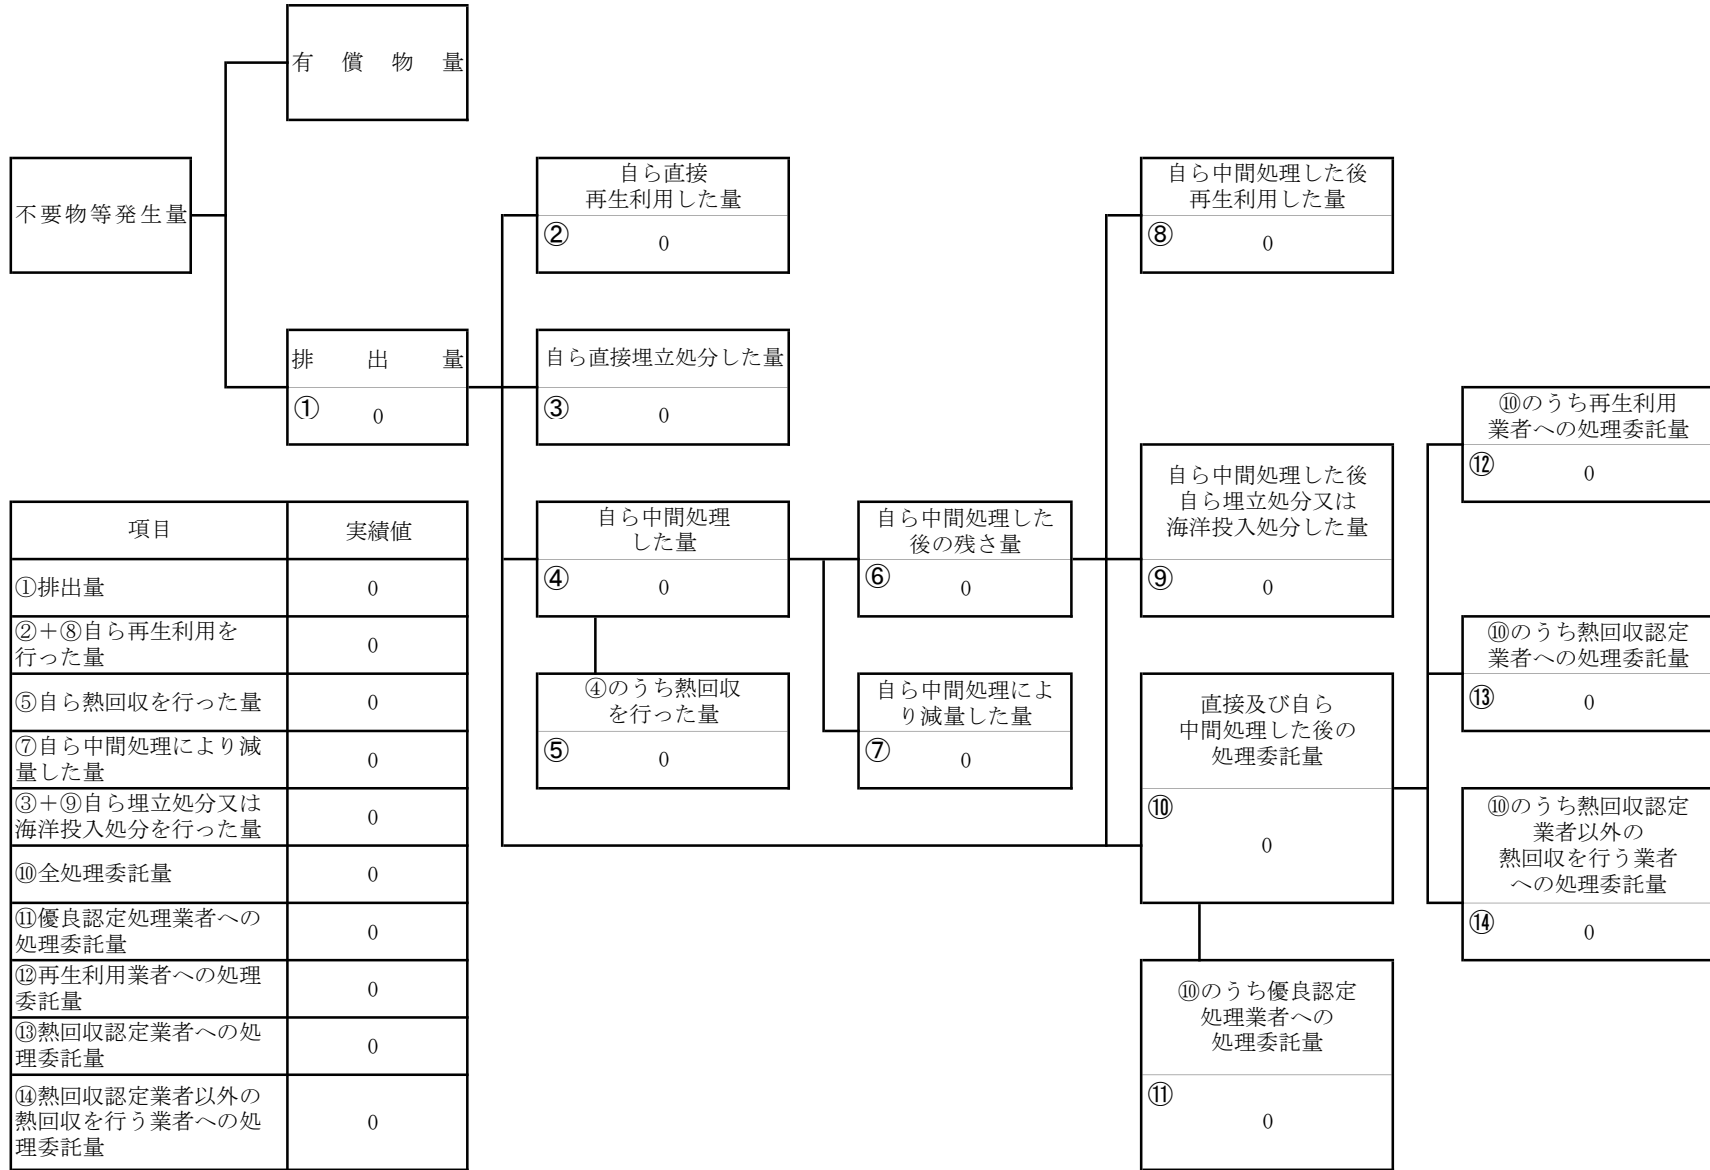 有償物量
不要物等発生量
排出量
① 0
自ら直接
再生利用した量
② 0
自ら直接埋立処分した量
③ 0
自ら中間処理
した量
④ 0
④のうち熱回収
を行った量
⑤ 0
自ら中間処理した
後の残さ量
⑥ 0
自ら中間処理によ
り減量した量
⑦ 0
自ら中間処理した後
再生利用した量
⑧ 0
自ら中間処理した後
自ら埋立処分又は
海洋投入処分した量
⑨ 0
直接及び自ら
中間処理した後の
処理委託量
⑩
0
⑩のうち優良認定
処理業者への
処理委託量
⑪
0
⑩のうち再生利用
業者への処理委託量
⑫ 0
⑩のうち熱回収認定
業者への処理委託量
⑬ 0
⑩のうち熱回収認定
業者以外の
熱回収を行う業者
への処理委託量
⑭ 0
項目 実績値
①排出量 0
②＋⑧自ら再生利用を
行った量 0
⑤自ら熱回収を行った量 0
⑦自ら中間処理により減
量した量 0
③＋⑨自ら埋立処分又は
海洋投入処分を行った量 0
⑩全処理委託量 0
⑪優良認定処理業者への
処理委託量 0
⑫再生利用業者への処理
委託量 0
⑬熱回収認定業者への処
理委託量 0
⑭熱回収認定業者以外の
熱回収を行う業者への処 0
理委託量